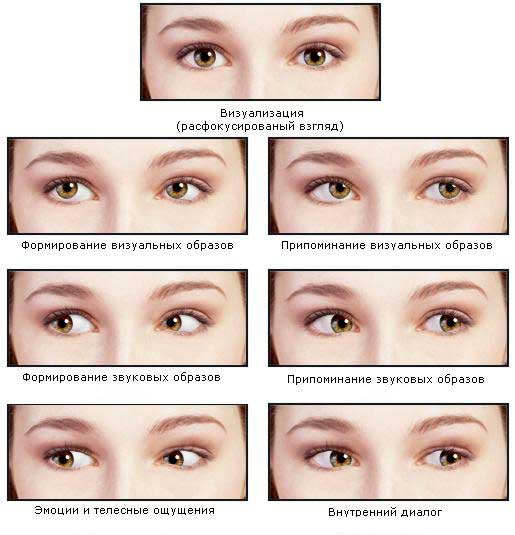 Визуализация
(расфокусированый взгляд)
Формирование визуальных образов
Припоминание визуальных образов
Формирование звуковых образов
Припоминание звуковых образов
Эмоции и телесные ощущения
Внутренний диалог